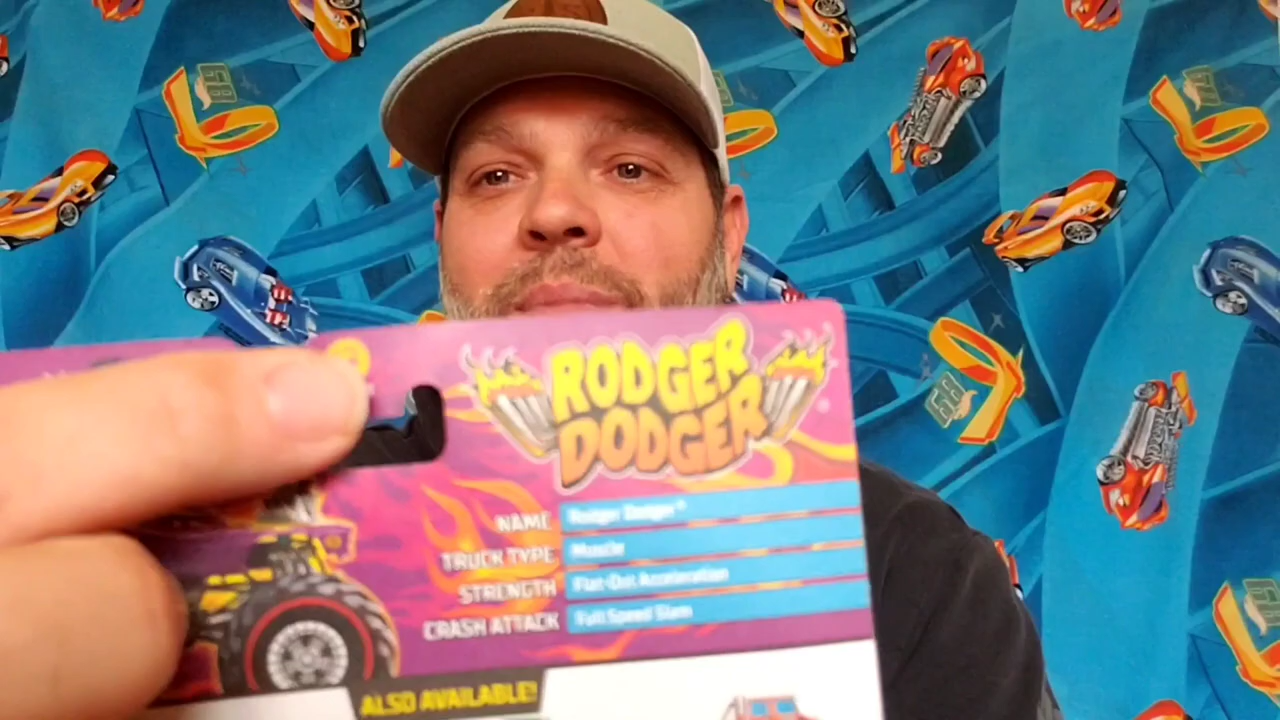 RODGER
DODGER
NAME Rodger Dodger
TRUCK TYPE Muscle
STRENGTH Flat-Out Acceleration
CRASH ATTACK Full Speed Slam
ALSO AVAILABLE!